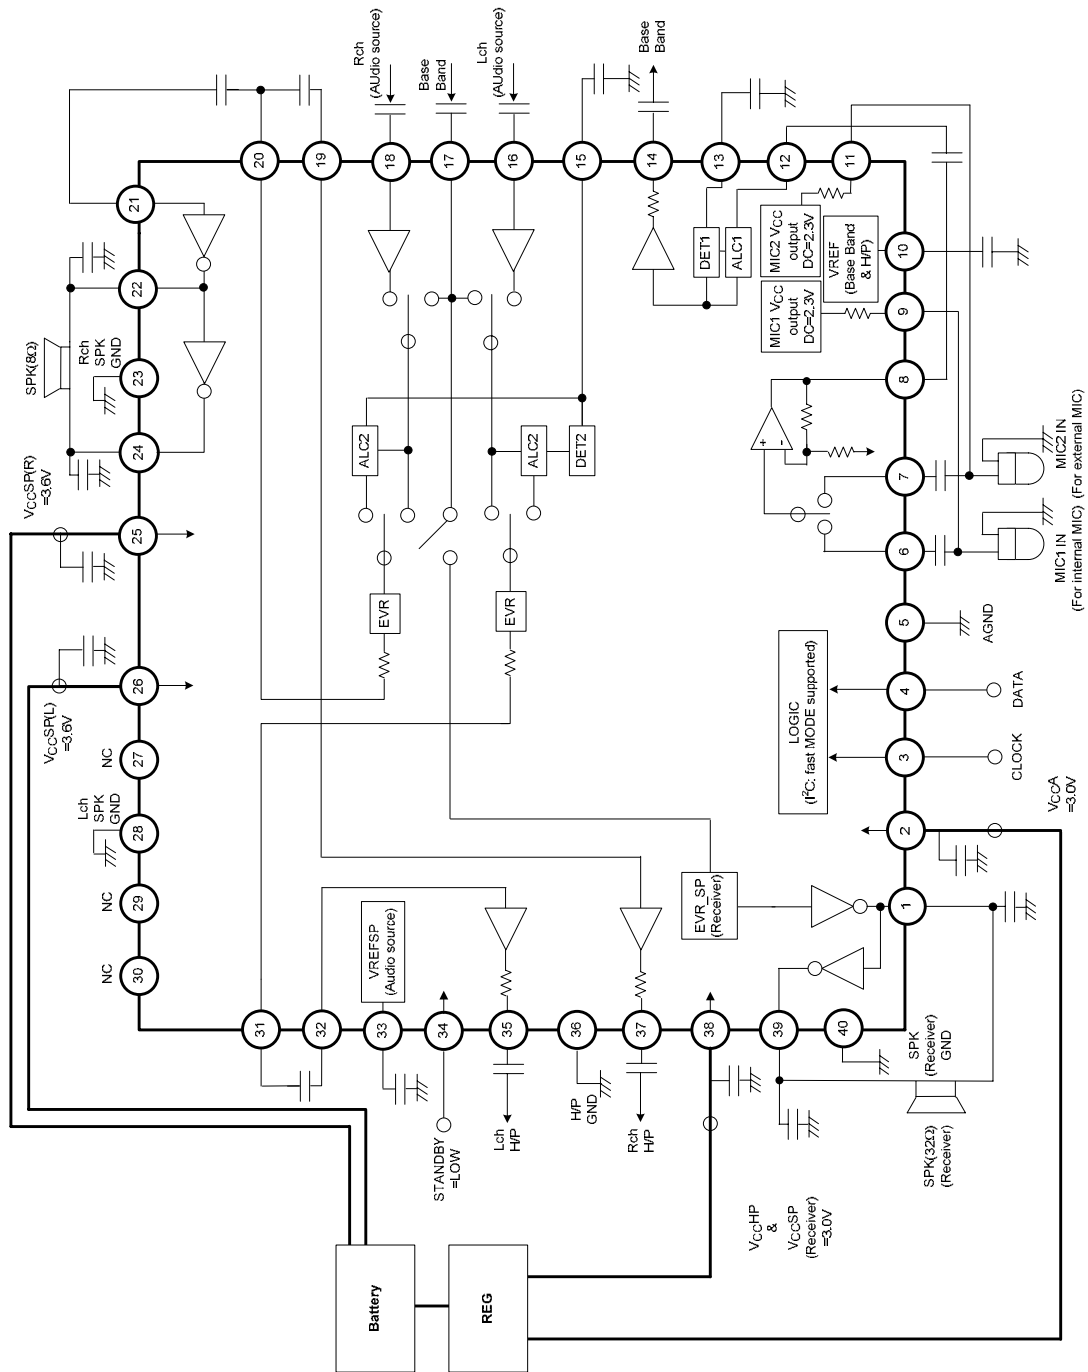 Rch
(AUdio source)
Base
Band
Lch
(AUdio source)
Base
Band
20
19
18
17
16
15
14
13
12
11
21
22
23
24
25
26
27
28
29
30
SPK(8Ω)
Rch
SPK
GND
VCCSP(R)
=3.6V
VCCSP(L)
=3.6V
NC
Lch
SPK
GND
NC
NC
ALC2
ALC2
DET2
EVR
EVR
DET1
ALC1
MIC2 VCC
output
DC=2.3V
VREF
(Base Band
& H/P)
MIC1 VCC
output
DC=2.3V
+
-
10
9
8
7
6
5
4
3
2
1
MIC2 IN
(For external MIC)
MIC1 IN
(For internal MIC)
AGND
LOGIC
(I²C: fast MODE supported)
DATA
CLOCK
VCCA
=3.0V
EVR_SP
(Receiver)
VREFSP
(Audio source)
31
32
33
34
35
36
37
38
39
40
STANDBY
=LOW
Lch
H/P
H/P
GND
Rch
H/P
VCCHP
&
VCCSP
(Receiver)
=3.0V
SPK
(Receiver)
GND
SPK(32Ω)
(Receiver)
Battery
REG